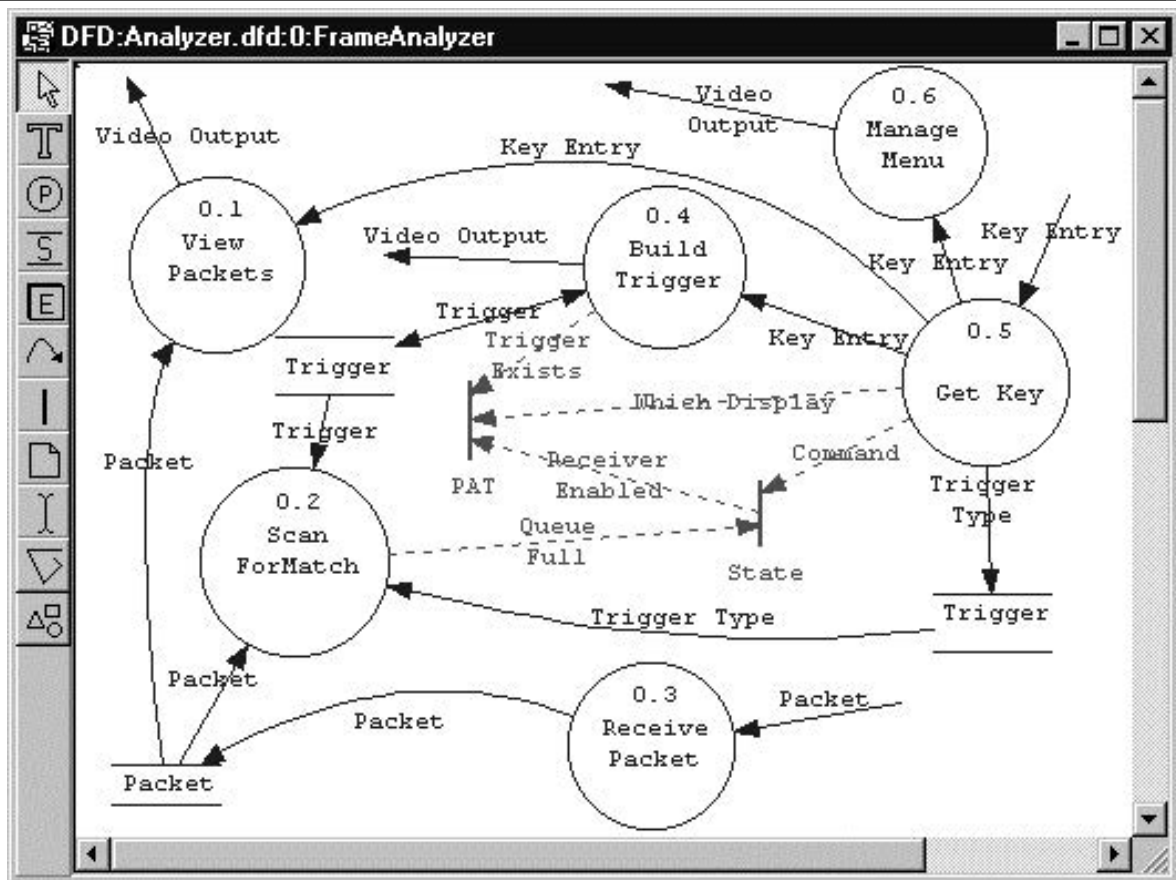 DFD:Analyzer.dfd:0:FrameAnalyzer
T
P
S
E
Video Output
Video
Output
0.6
Manage
Menu
Key Entry
0.1
View
Packets
Video Output
0.4
Build
Trigger
Key Entry
Key Entry
Trigger
Trigger
Exists
Key Entry
0.5
Get Key
Trigger
Which Display
Trigger
Packet
PAT
Receiver
Enabled
Command
Trigger
Type
0.2
Scan
ForMatch
Queue
Full
State
Trigger Type
Trigger
Packet
Packet
0.3
Receive
Packet
Packet
Packet